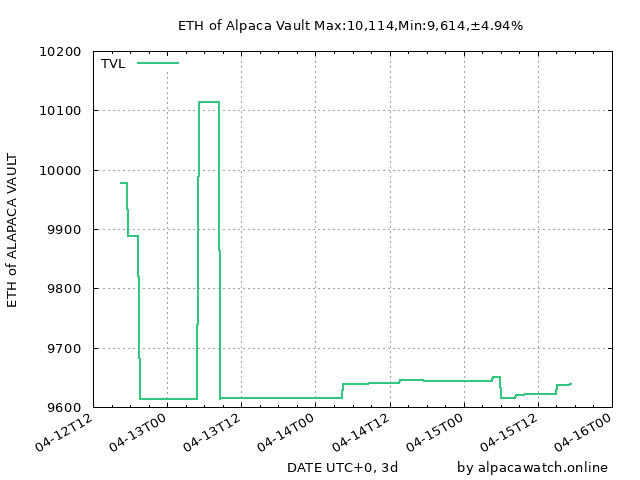 ETH of Alpaca Vault Max:10,114,Min:9,614,±4.94%
TVL
10200
10100
10000
9900
9800
9700
9600
ETH of ALAPACA VAULT
04-12T12
04-13T00
04-13T12
04-14T00
04-14T12
04-15T00
04-15T12
04-16T00
DATE UTC+0, 3d
by alpacawatch.online